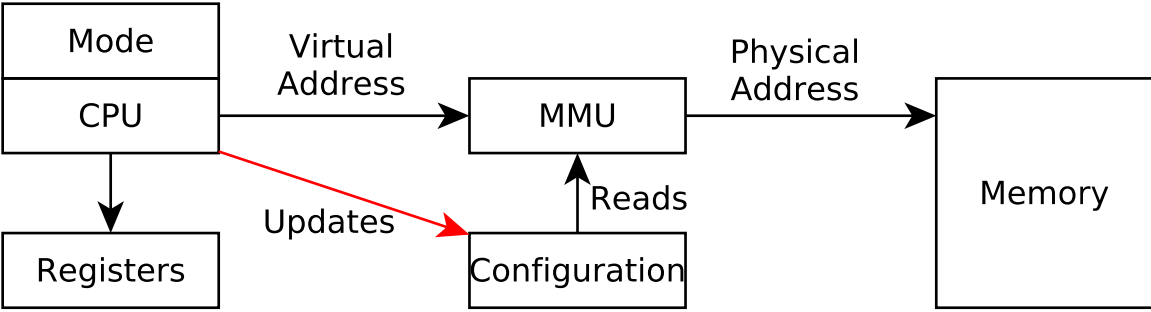 Mode
CPU
Virtual
Address
MMU
Physical
Address
Memory
Registers
Updates
Reads
Configuration